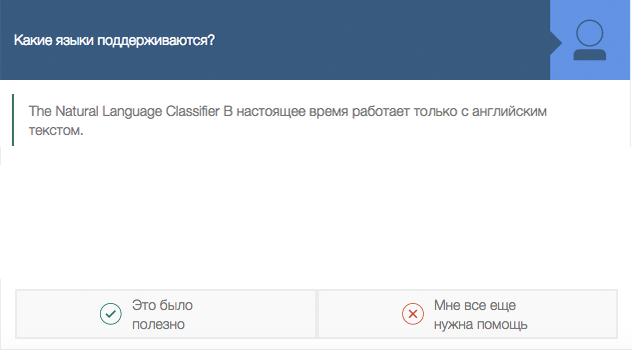 Какие языки поддерживаются?
The Natural Language Classifier В настоящее время работает только с английским
текстом.
Это было
полезно
Мне все еще
нужна помощь